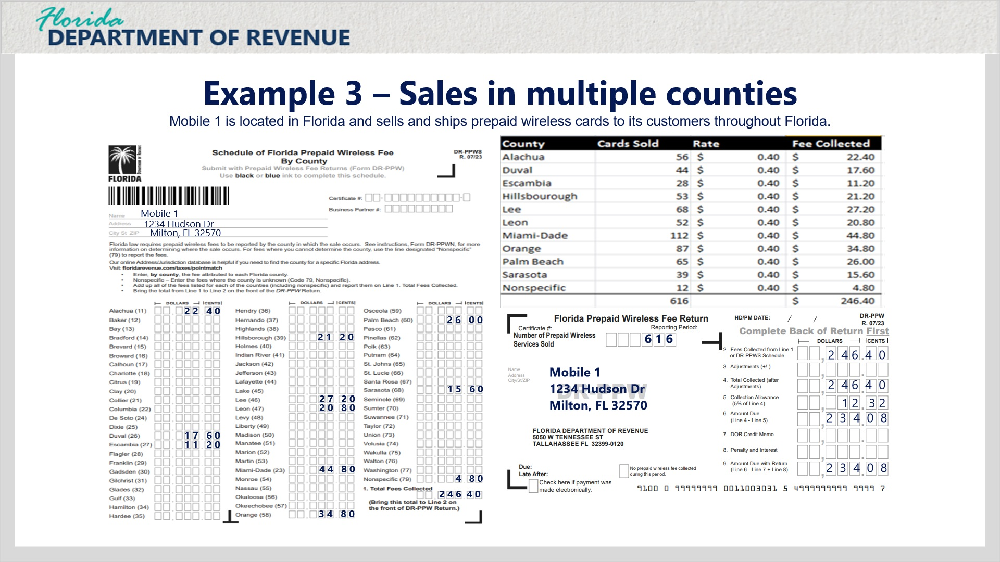 Florida
DEPARTMENT OF REVENUE
Example 3 – Sales in multiple counties
Mobile 1 is located in Florida and sells and ships prepaid wireless cards to its customers throughout Florida.
FLORIDA
Schedule of Florida Prepaid Wireless Fee
By County
Submit with Prepaid Wireless Fee Returns (Form DR-PPW)
Use black or blue ink to complete this schedule.
DR-PPWS
R. 07/23
Certificate #:
Business Partner #:
Name Mobile 1
Address 1234 Hudson Dr
City St ZIP Milton, FL 32570
Florida law requires prepaid wireless fees to be reported by the county in which the sale occurs. See instructions, Form DR-PPWN, for more
information on determining where the sale occurs. For fees where you cannot determine the county, use the line designated "Nonspecific"
(79) to report the fees.
Our online Address/Jurisdiction database is helpful if you need to find the county for a specific Florida address.
Visit: floridarevenue.com/taxes/pointmatch
• Enter, by county, the fee attributed to each Florida county.
• Nonspecific – Enter the fees where the county is unknown (Code 79, Nonspecific).
• Add up all of the fees listed for each of the counties (including nonspecific) and report them on Line 1. Total Fees Collected.
• Bring the total from Line 1 to Line 2 on the front of the DR-PPW Return.
DOLLARS CENTS
Alachua (11) 22 40
Baker (12)
Bay (13)
Bradford (14)
Brevard (15)
Broward (16)
Calhoun (17)
Charlotte (18)
Citrus (19)
Clay (20)
Collier (21)
Columbia (22)
De Soto (24)
Dixie (25)
Duval (26) 17 60
Escambia (27) 11 20
Flagler (28)
Franklin (29)
Gadsden (30)
Gilchrist (31)
Glades (32)
Gulf (33)
Hamilton (34)
Hardee (35)
DOLLARS CENTS
Hendry (36)
Hernando (37)
Highlands (38)
Hillsborough (39) 21 20
Holmes (40)
Indian River (41)
Jackson (42)
Jefferson (43)
Lafayette (44)
Lake (45)
Lee (46) 27 20
Leon (47) 20 80
Levy (48)
Liberty (49)
Madison (50)
Manatee (51)
Marion (52)
Martin (53)
Miami-Dade (23) 44 80
Monroe (54)
Nassau (55)
Okaloosa (56)
Okeechobee (57)
Orange (58) 34 80
DOLLARS CENTS
Osceola (59)
Palm Beach (60) 26 00
Pasco (61)
Pinellas (62)
Polk (63)
Putnam (64)
St. Johns (65)
St. Lucie (66)
Santa Rosa (67)
Sarasota (68) 15 60
Seminole (69)
Sumter (70)
Suwannee (71)
Taylor (72)
Union (73)
Volusia (74)
Wakulla (75)
Walton (76)
Washington (77)
Nonspecific (79) 4 80
1. Total Fees Collected
246 40
(Bring this total to Line 2 on
the front of DR-PPW Return.)
County Cards Sold Rate Fee Collected
Alachua 56 $ 0.40 $ 22.40
Duval 44 $ 0.40 $ 17.60
Escambia 28 $ 0.40 $ 11.20
Hillsbourough 53 $ 0.40 $ 21.20
Lee 68 $ 0.40 $ 27.20
Leon 52 $ 0.40 $ 20.80
Miami-Dade 112 $ 0.40 $ 44.80
Orange 87 $ 0.40 $ 34.80
Palm Beach 65 $ 0.40 $ 26.00
Sarasota 39 $ 0.40 $ 15.60
Nonspecific 12 $ 0.40 $ 4.80
616 $ 246.40
Florida Prepaid Wireless Fee Return
Certificate #: Reporting Period:
Number of Prepaid Wireless
Services Sold
616
HD/PM DATE: / /
DR-PPW
R. 07/23
Complete Back of Return First
DOLLARS CENTS
2. Fees Collected from Line 1
or DR-PPWS Schedule
,246.40
3. Adjustments (+/-)
4. Total Collected (after
Adjustments)
,246.40
5. Collection Allowance
(5% of Line 4)
,12.32
6. Amount Due
(Line 4 - Line 5)
,234.08
7. DOR Credit Memo
8. Penalty and Interest
9. Amount Due with Return
(Line 6 - Line 7 + Line 8)
,234.08
Name
Address
City/St/ZIP
DR-PPW
Mobile 1
1234 Hudson Dr
Milton, FL 32570
FLORIDA DEPARTMENT OF REVENUE
5050 W TENNESSEE ST
TALLAHASSEE FL 32399-0120
Due:
Late After:
Check here if payment was
made electronically.
No prepaid wireless fee collected
during this period.
9100 0 99999999 0011003031 5 4999999999 9999 7